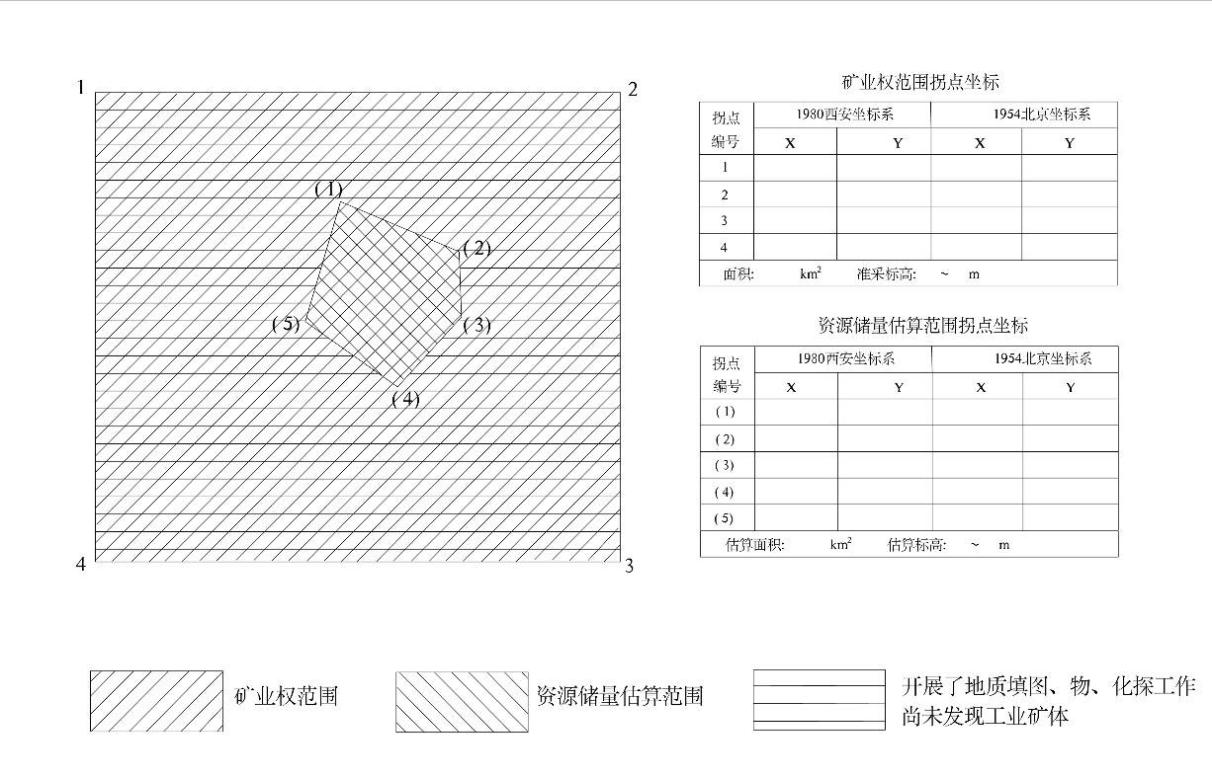 1
2
(1)
(2)
(5)
(3)
(4)
4
3
矿业权范围拐点坐标
拐点编号 1980西安坐标系 1954北京坐标系
X Y X Y
1
2
3
4
面积: km² 准采标高: ~ m
资源储量估算范围拐点坐标
拐点编号 1980西安坐标系 1954北京坐标系
X Y X Y
(1)
(2)
(3)
(4)
(5)
估算面积: km² 估算标高: ~ m
矿业权范围
资源储量估算范围
开展了地质填图、物、化探工作
尚未发现工业矿体